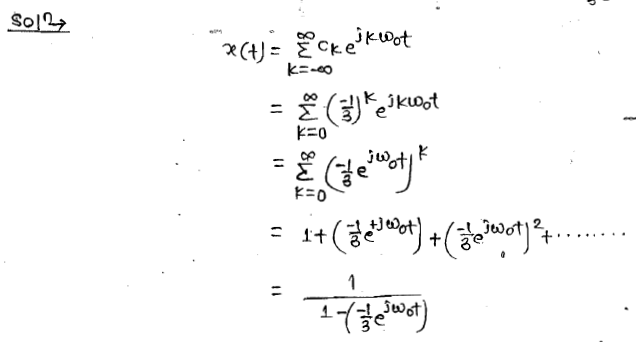 Sol^n→
x(t) = Σ_{k=-∞}^{∞} C_k e^{jkω₀t}
= Σ_{k=0}^{∞} (-1/3)^k e^{jkω₀t}
= Σ_{k=0}^{∞} (-1/3 e^{jω₀t})^k
= 1 + (-1/3 e^{+jω₀t}) + (-1/3 e^{jω₀t})^2 + ........
= 1 / (1 - (-1/3 e^{jω₀t}))